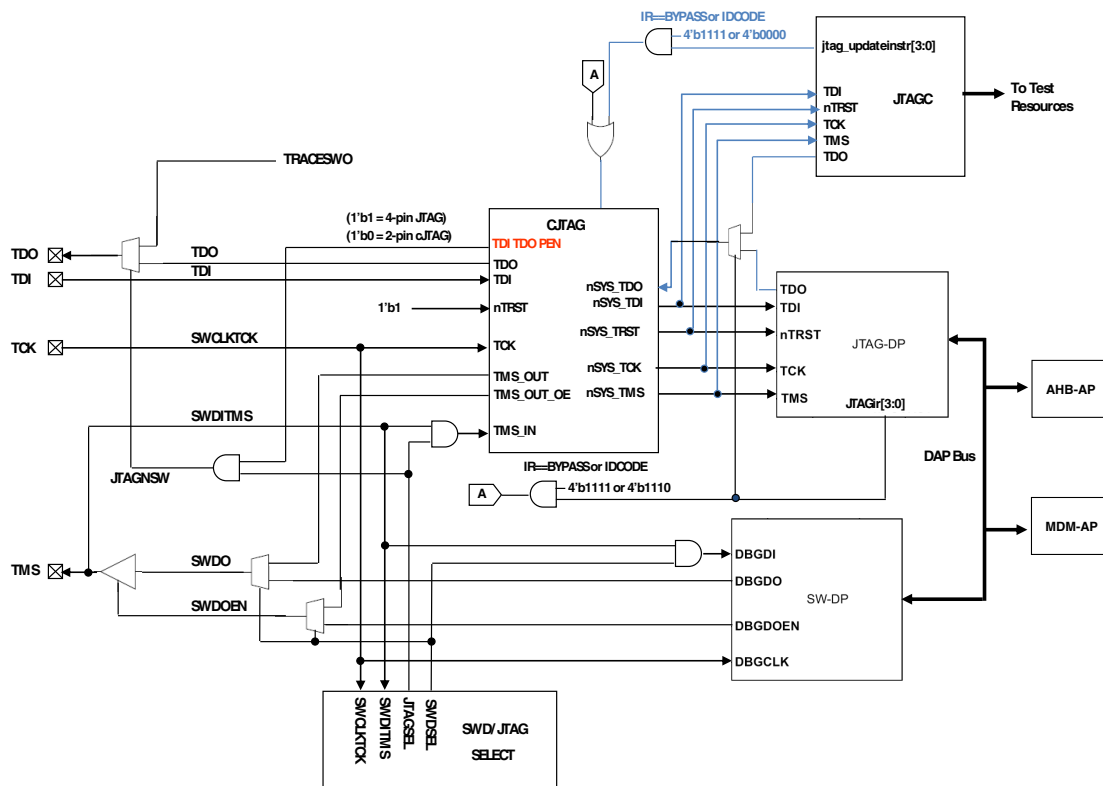 IR==BYPASS or IDCODE
4'b1111 or 4'b0000
jtag_updateinstr[3:0]
A
TDI
nTRST
TCK
TMS
TDO
JTAGC
To Test
Resources
TRACESWO
(1'b1 = 4-pin JTAG)
(1'b0 = 2-pin cJTAG)
CJTAG
TDI TDO PEN
TDO
TDO
TDO
TDI
TDI
TDI
nSYS_TDO
nSYS_TDI
TDO
TDI
1'b1
nTRST
nSYS_TRST
nTRST
JTAG-DP
TCK
SWCLKTCK
TCK
nSYS_TCK
TCK
TMS_OUT
TMS_OUT_OE
nSYS_TMS
TMS
JTAGir[3:0]
AHB-AP
SWDITMS
TMS_IN
JTAGNSW
IR==BYPASS or IDCODE
4'b1111 or 4'b1110
A
DAP Bus
MDM-AP
TMS
SWDO
DBGDI
DBGDO
SW-DP
SWDOEN
DBGDOEN
DBGCLK
SWCLKTCK
SWDITMS
JTAGSEL
SWDSEL
SWD/JTAG
SELECT